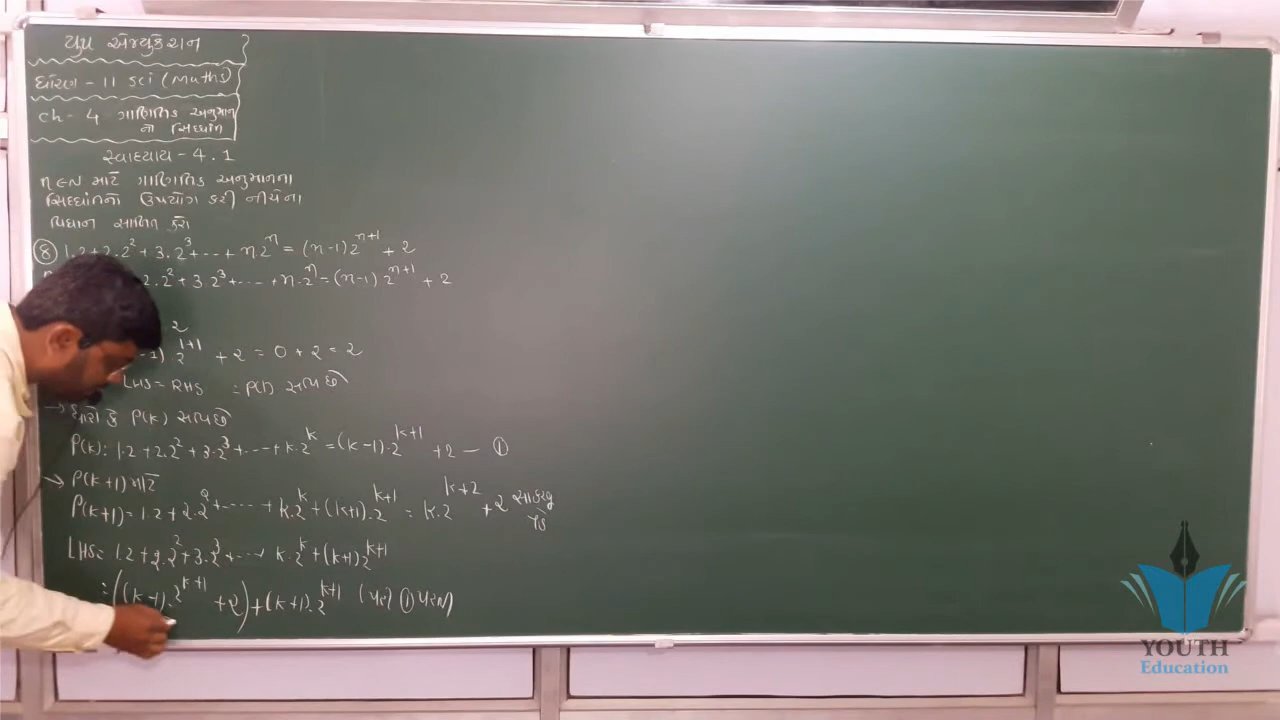 યુથ એજ્યુકેશન
ધોરણ - 11 sci (Maths)
ch - 4 ગાણિતિક અનુમાન
નો સિદ્ધાંત
સ્વાધ્યાય - 4.1
n∈N માટે ગાણિતિક અનુમાનના
સિદ્ધાંતનો ઉપયોગ કરી નીચેના
વિધાન સાબિત કરો
⑧ 1.2+2.2² + 3.2³ + ... + n.2ⁿ = (n-1)2ⁿ⁺¹ + 2
2.2² + 3.2³ + .... + n.2ⁿ = (n-1) 2ⁿ⁺¹ + 2
2
-1) 2¹⁺¹ + 2 = 0 + 2 = 2
LHS = RHS ∴ P(1) સત્ય છે
→ ધારો કે P(k) સત્ય છે
P(k): 1.2 + 2.2² + 3.2³ + .... + k.2ᵏ = (k-1).2ᵏ⁺¹ + 2 — ①
→ P(k+1) માટે
P(k+1) = 1.2 + 2.2² + ..... + k.2ᵏ + (k+1).2ᵏ⁺¹ = k.2ᵏ⁺² + 2
LHS = 1.2 + 2.2² + 3.2³ + ...+ k.2ᵏ + (k+1)2ᵏ⁺¹
= ((k-1).2ᵏ⁺¹ + 2) + (k+1).2ᵏ⁺¹ (પરિ ① પરથી)
YOUTH
Education